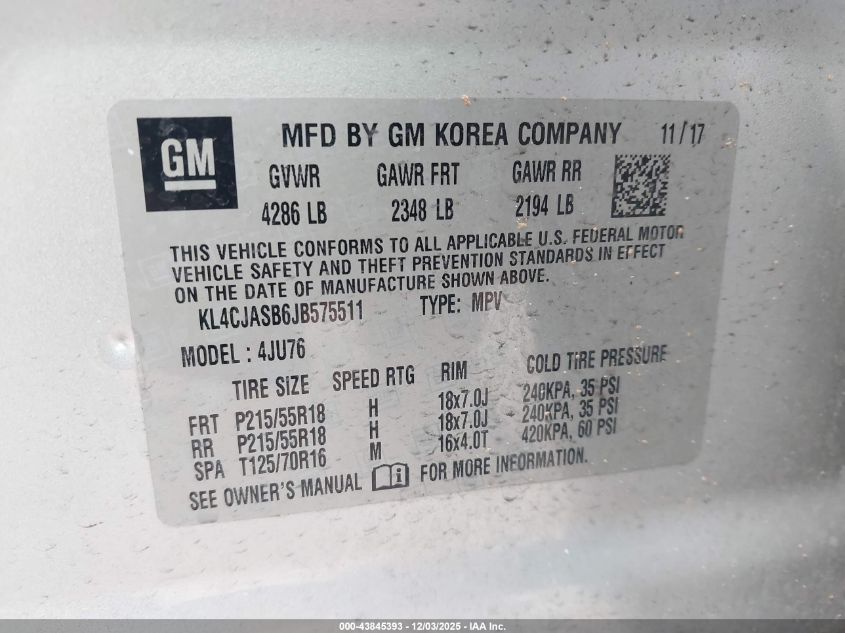 GM
MFD BY GM KOREA COMPANY 11/17
GVWR GAWR FRT GAWR RR
4286 LB 2348 LB 2194 LB
THIS VEHICLE CONFORMS TO ALL APPLICABLE U.S. FEDERAL MOTOR
VEHICLE SAFETY AND THEFT PREVENTION STANDARDS IN EFFECT
ON THE DATE OF MANUFACTURE SHOWN ABOVE.
KL4CJASB6JB575511 TYPE: MPV
MODEL : 4JU76
TIRE SIZE SPEED RTG RIM COLD TIRE PRESSURE
FRT P215/55R18 H 18x7.0J 240KPA, 35 PSI
RR P215/55R18 H 18x7.0J 240KPA, 35 PSI
SPA T125/70R16 M 16x4.0T 420KPA, 60 PSI
SEE OWNER'S MANUAL i FOR MORE INFORMATION.
000-43845393 - 12/03/2025 - IAA Inc.